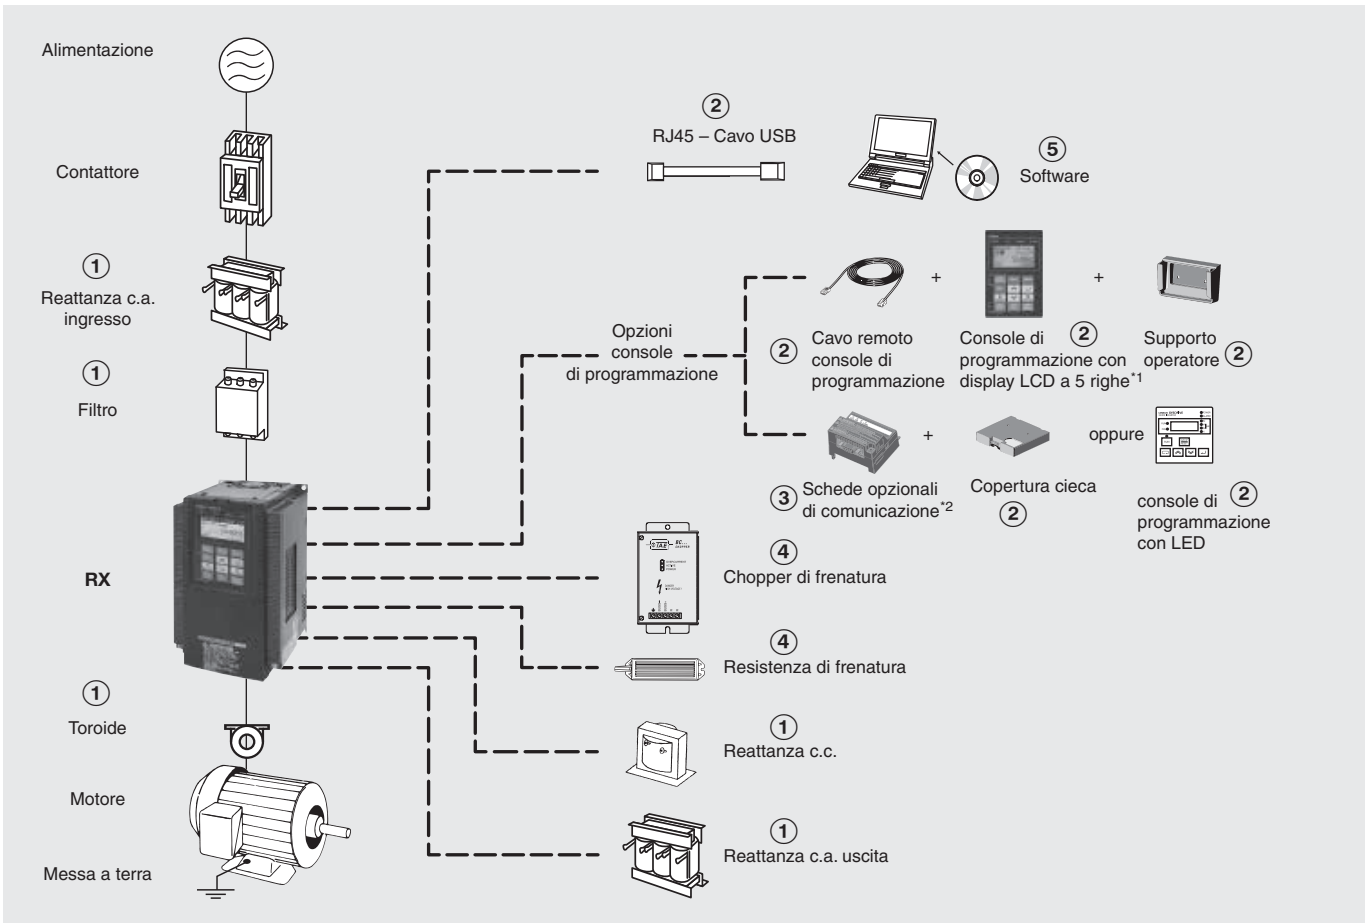 Alimentazione
Contattore
①
Reattanza c.a.
ingresso
①
Filtro
RX
①
Toroide
Motore
Messa a terra
②
RJ45 – Cavo USB
⑤
Software
Opzioni
console
di programmazione
+
+
②
Cavo remoto
console di
programmazione
Console di ②
programmazione con
display LCD a 5 righe*1
Supporto
operatore ②
+
oppure
③ Schede opzionali
di comunicazione*2
Copertura cieca
②
console di ②
programmazione
con LED
④
Chopper di frenatura
④
Resistenza di frenatura
①
Reattanza c.c.
①
Reattanza c.a. uscita